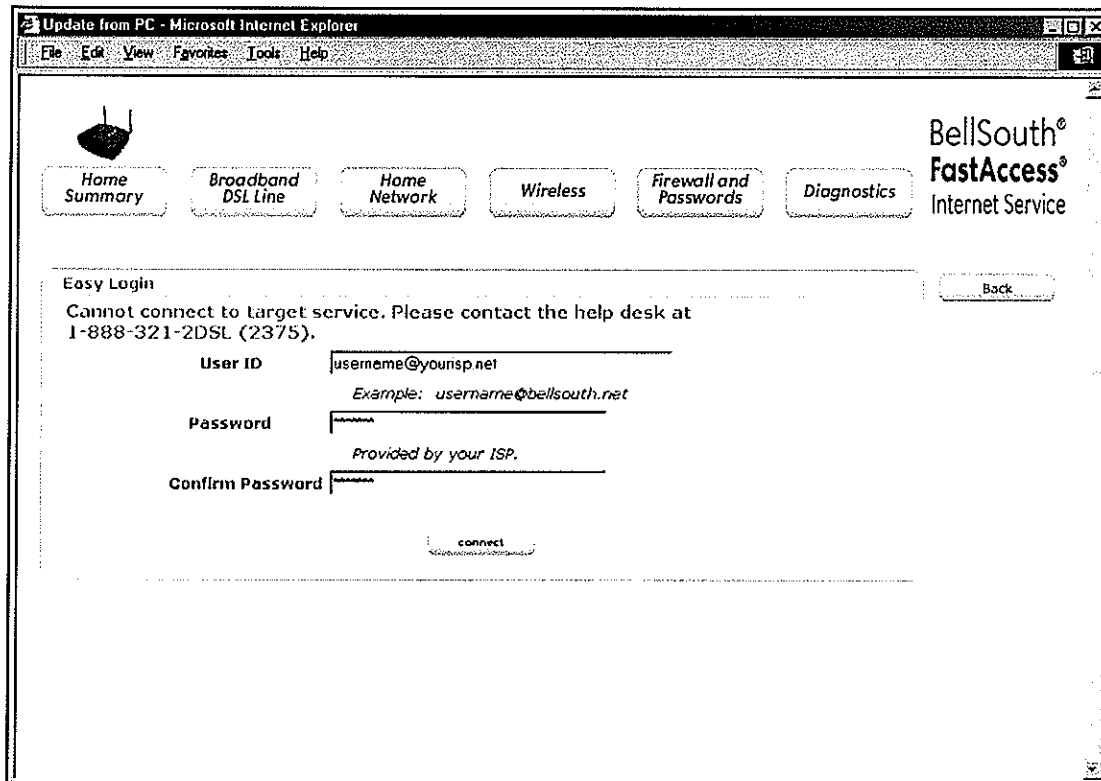 Update from PC - Microsoft Internet Explorer
File Edit View Favorites Tools Help
BellSouth®
FastAccess®
Internet Service
Home Summary
Broadband DSL Line
Home Network
Wireless
Firewall and Passwords
Diagnostics
Easy Login
Back
Cannot connect to target service. Please contact the help desk at
1-888-321-2DSL (2375).
User ID username@yourisp.net
Example: username@bellsouth.net
Password
Provided by your ISP.
Confirm Password
connect